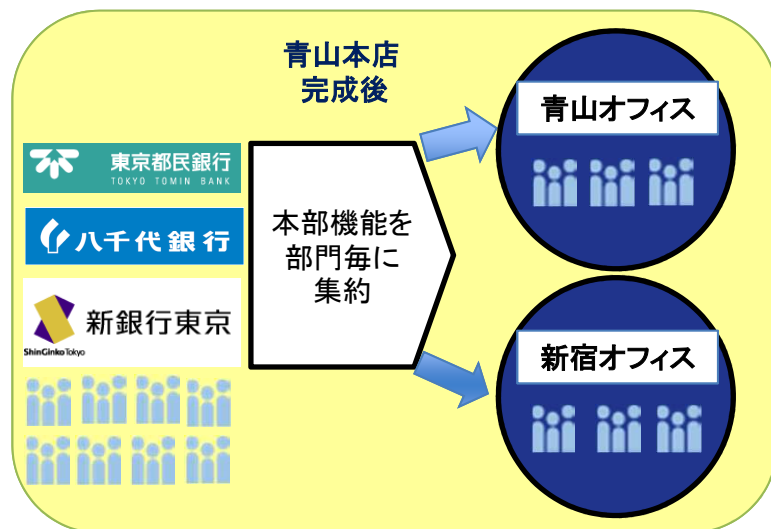 青山本店
完成後
東京都民銀行
TOKYO TOMIN BANK
八千代銀行
新銀行東京
ShinGinkoTokyo
本部機能を
部門毎に
集約
青山オフィス
新宿オフィス